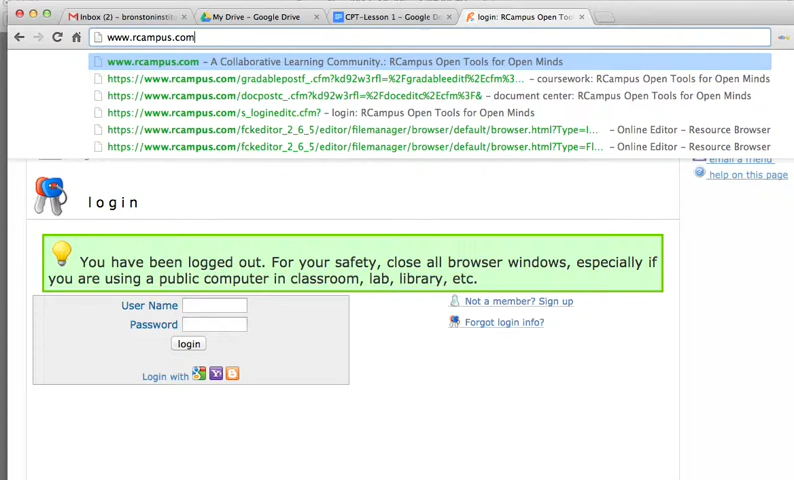 Inbox (2) – bronstoninstitu
My Drive – Google Drive
CPT–Lesson 1 – Google Do
login: RCampus Open Tool
www.rcampus.com
www.rcampus.com – A Collaborative Learning Community.: RCampus Open Tools for Open Minds
https://www.rcampus.com/gradablepostf_.cfm?kd92w3rfl=%2Fgradableeditf%2Ecfm%3... – coursework: RCampus Open Tools for Open Minds
https://www.rcampus.com/docpostc_.cfm?kd92w3rfl=%2Fdoceditc%2Ecfm%3F& – document center: RCampus Open Tools for Open Minds
https://www.rcampus.com/s_logineditc.cfm? – login: RCampus Open Tools for Open Minds
https://www.rcampus.com/fckeditor_2_6_5/editor/filemanager/browser/default/browser.html?Type=I... – Online Editor – Resource Browser
https://www.rcampus.com/fckeditor_2_6_5/editor/filemanager/browser/default/browser.html?Type=Fl... – Online Editor – Resource Browser
email a friend
help on this page
login
You have been logged out. For your safety, close all browser windows, especially if
you are using a public computer in classroom, lab, library, etc.
User Name
Not a member? Sign up
Password
Forgot login info?
login
Login with